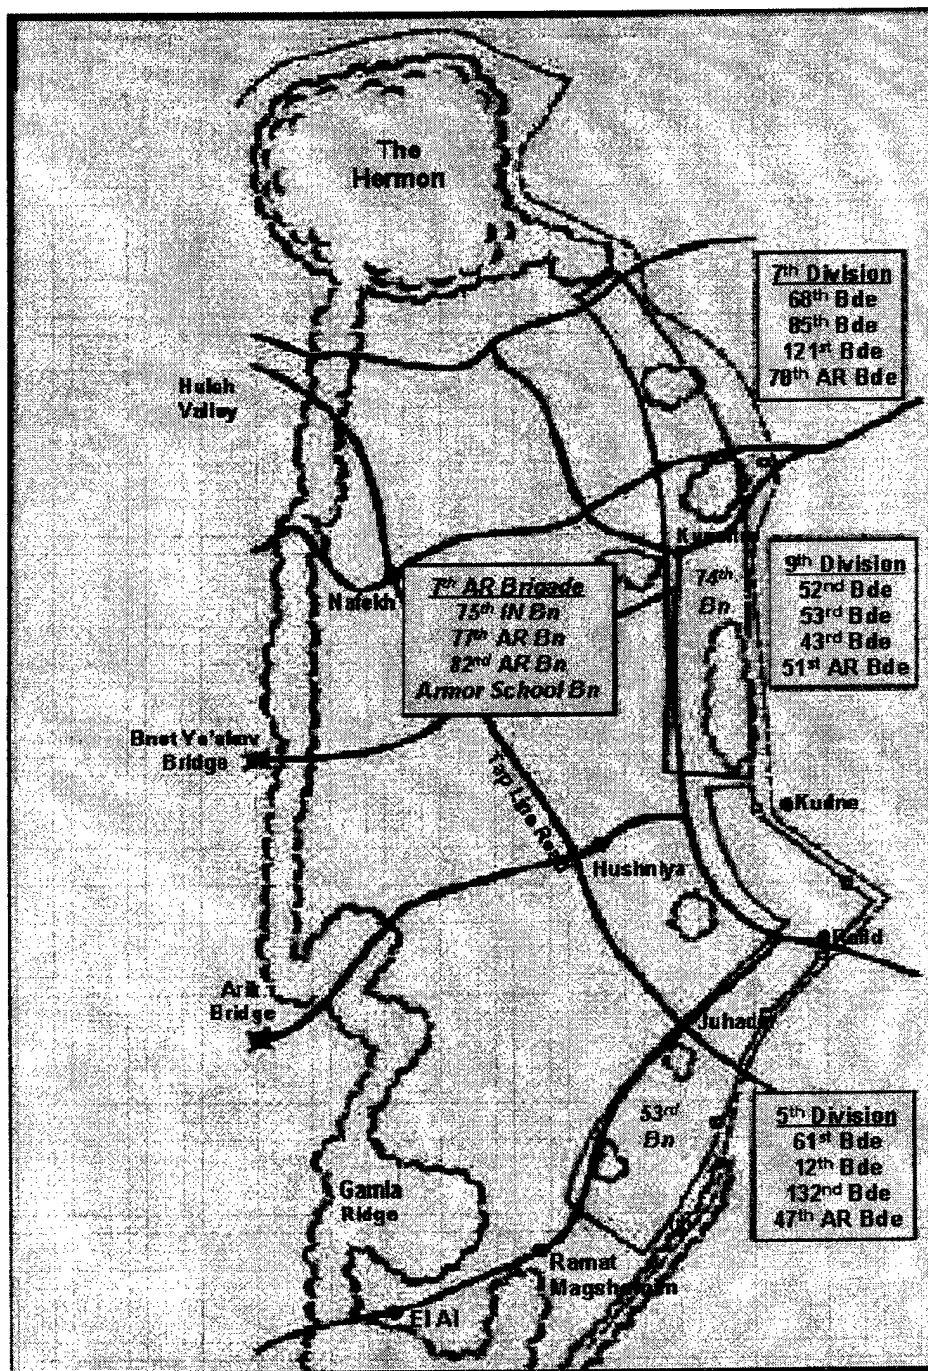 The
Hermon
7th Division
68th Bde
85th Bde
121st Bde
78th AR Bde
Huleh
Valley
9th Division
52nd Bde
53rd Bde
43rd Bde
51st AR Bde
74th
Bn
Nafekh
7th AR Brigade
75th IN Bn
77th AR Bn
82nd AR Bn
Armor School Bn
Bnot Ya'akov
Bridge
Tap Line Road
Kudne
Hushniya
Rafid
Arik
Bridge
Juhader
53rd
Bn
5th Division
61st Bde
12th Bde
132nd Bde
47th AR Bde
Gamla
Ridge
Ramat
El Al